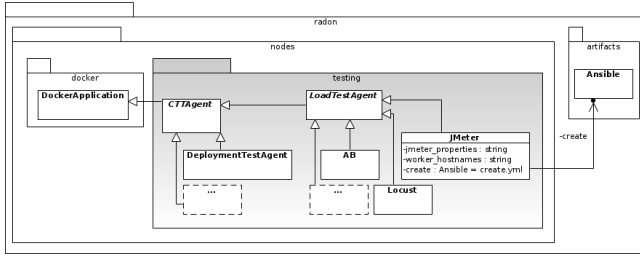 radon
nodes
artifacts
docker
testing
Ansible
DockerApplication
CTTAgent
LoadTestAgent
-create
JMeter
-jmeter_properties : string
-worker_hostnames : string
-create : Ansible = create.yml
DeploymentTestAgent
AB
...
...
Locust